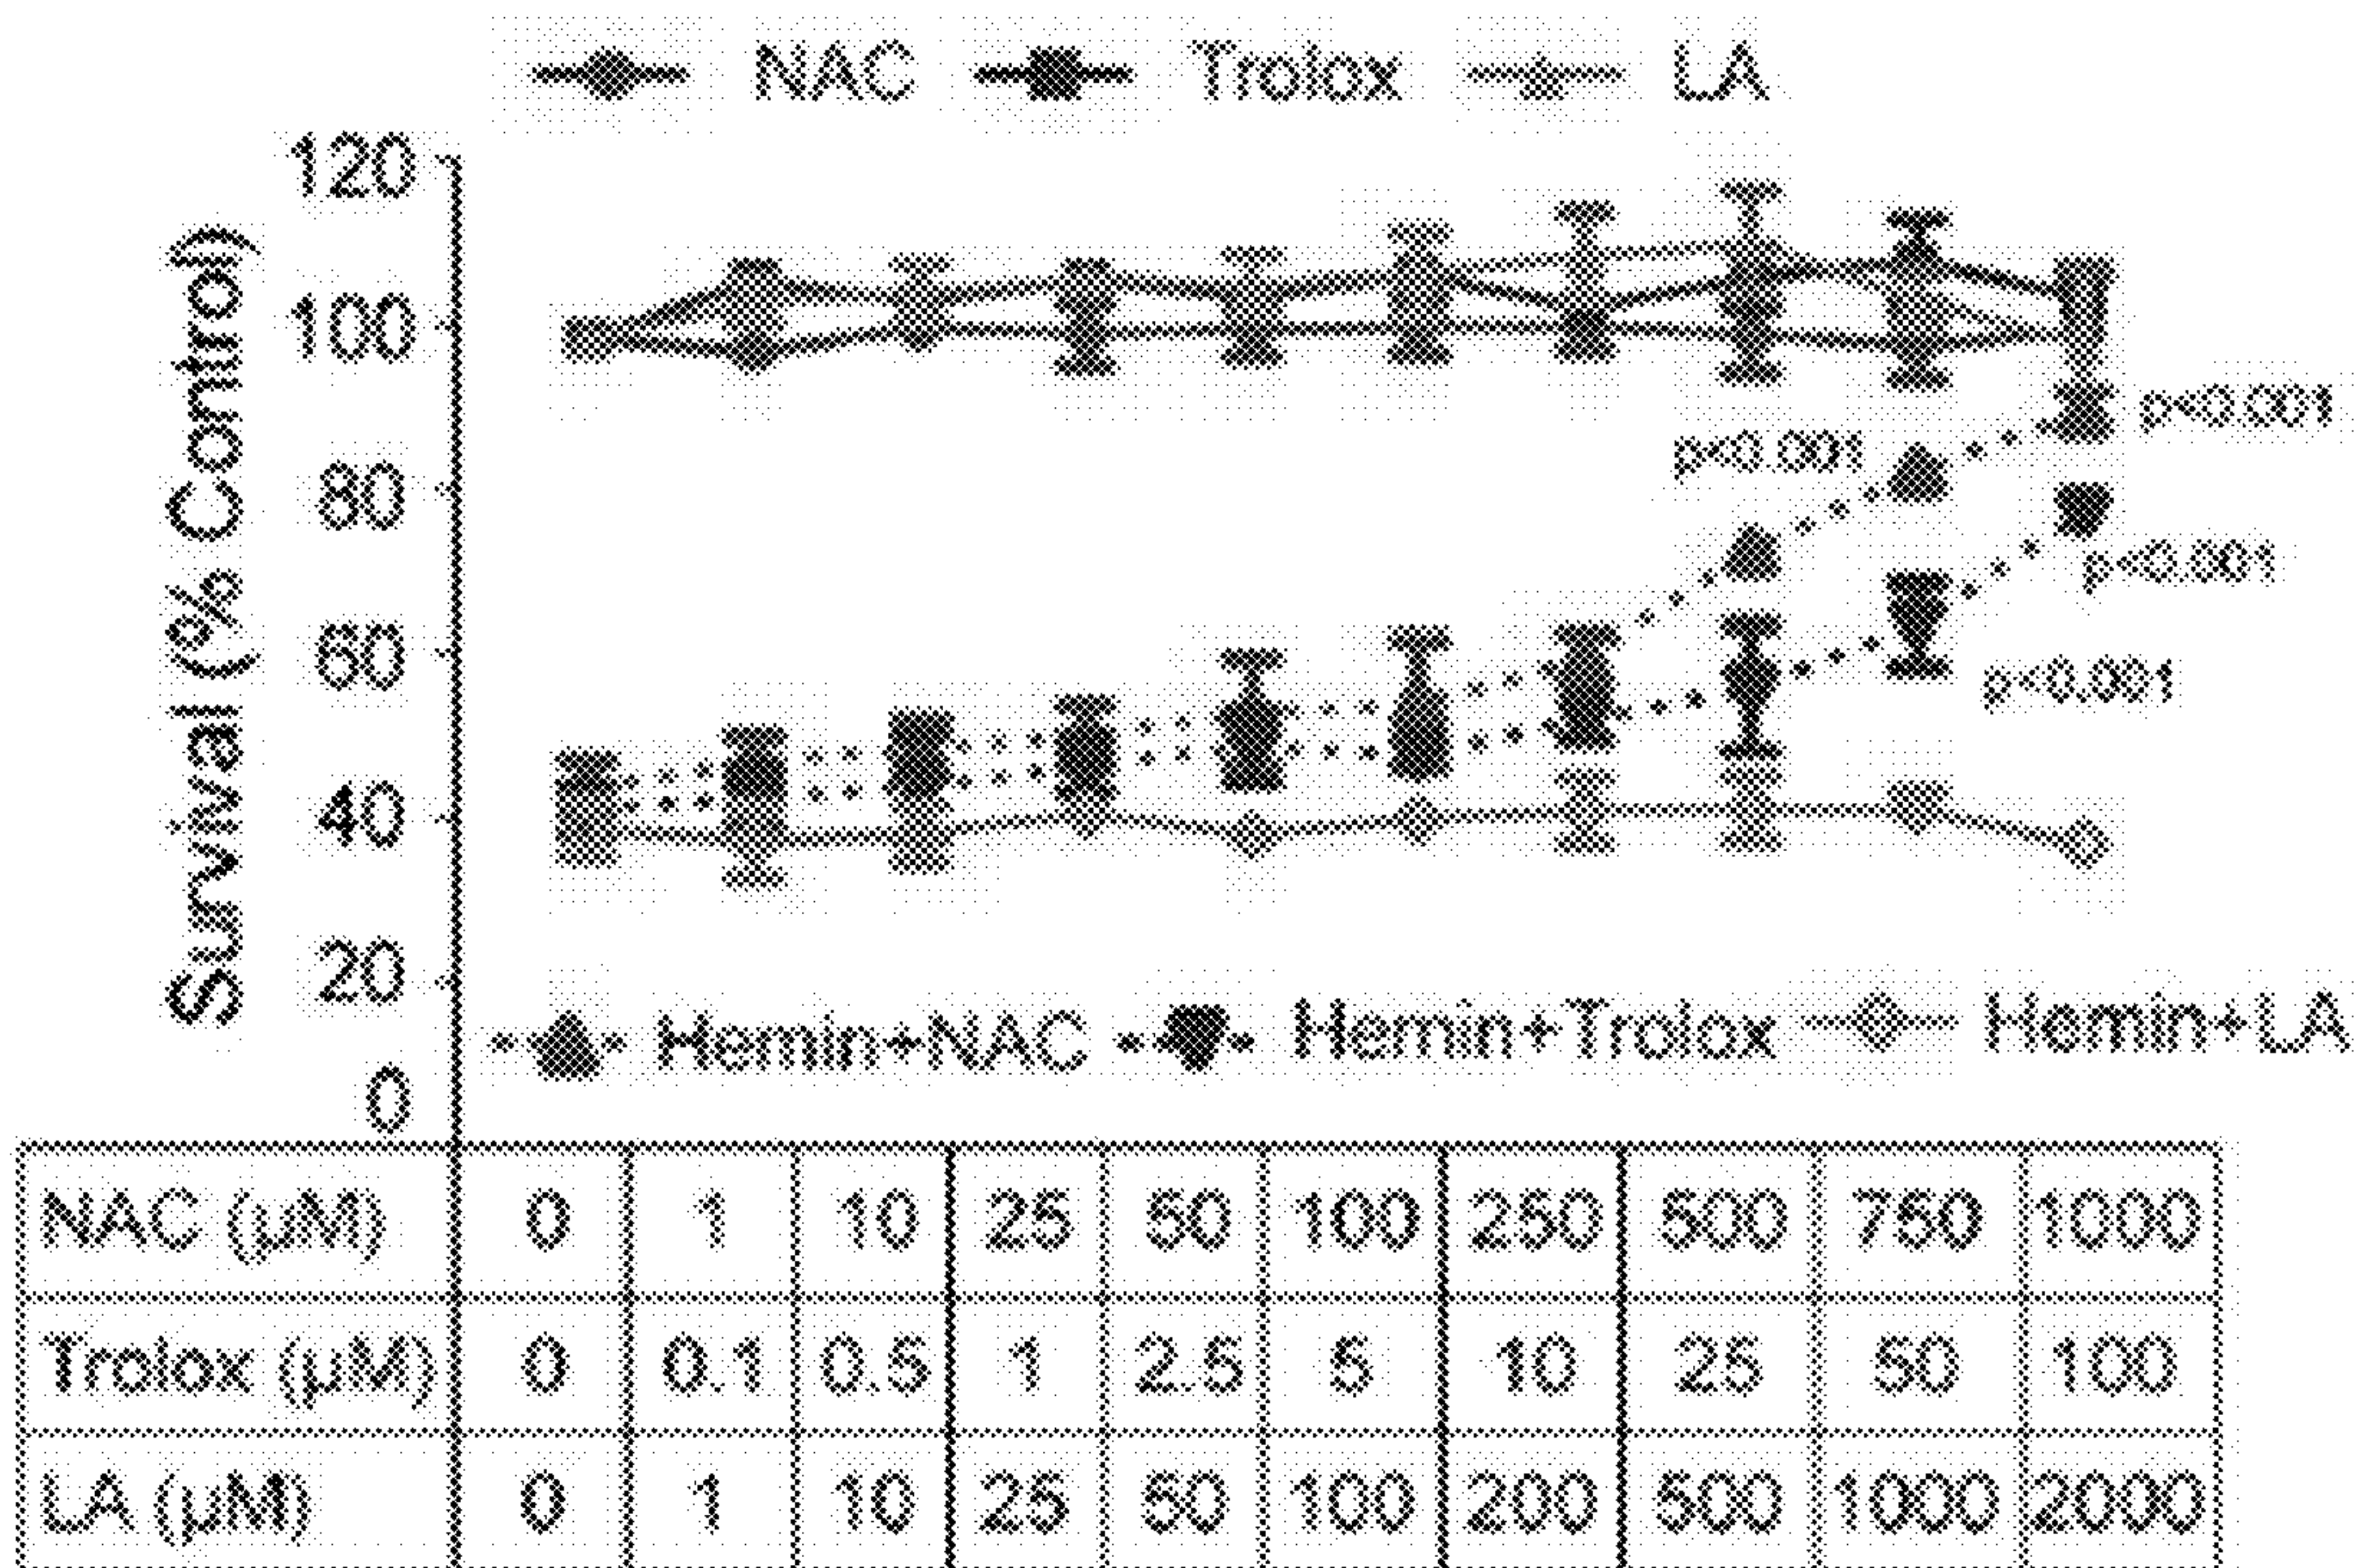 NAC Trolox LA
Survival (% Control)
120
100
80
60
40
20
0
p<0.001
p<0.001
p<0.001
p<0.001
Hemin+NAC Hemin+Trolox Hemin+LA
NAC (µM) 0 1 10 25 50 100 250 500 750 1000
Trolox (µM) 0 0.1 0.5 1 2.5 5 10 25 50 100
LA (µM) 0 1 10 25 50 100 200 500 1000 2000